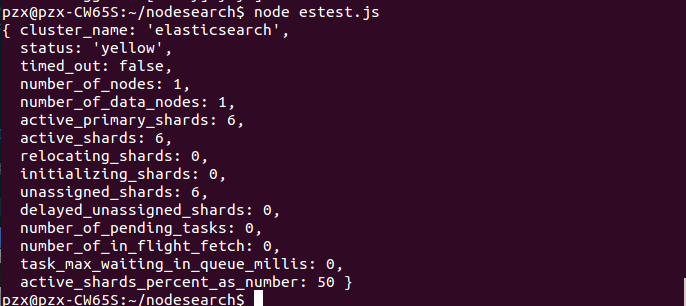 pzx@pzx-CW65S:~/nodesearch$ node estest.js
{ cluster_name: 'elasticsearch',
  status: 'yellow',
  timed_out: false,
  number_of_nodes: 1,
  number_of_data_nodes: 1,
  active_primary_shards: 6,
  active_shards: 6,
  relocating_shards: 0,
  initializing_shards: 0,
  unassigned_shards: 6,
  delayed_unassigned_shards: 0,
  number_of_pending_tasks: 0,
  number_of_in_flight_fetch: 0,
  task_max_waiting_in_queue_millis: 0,
  active_shards_percent_as_number: 50 }
pzx@pzx-CW65S:~/nodesearch$